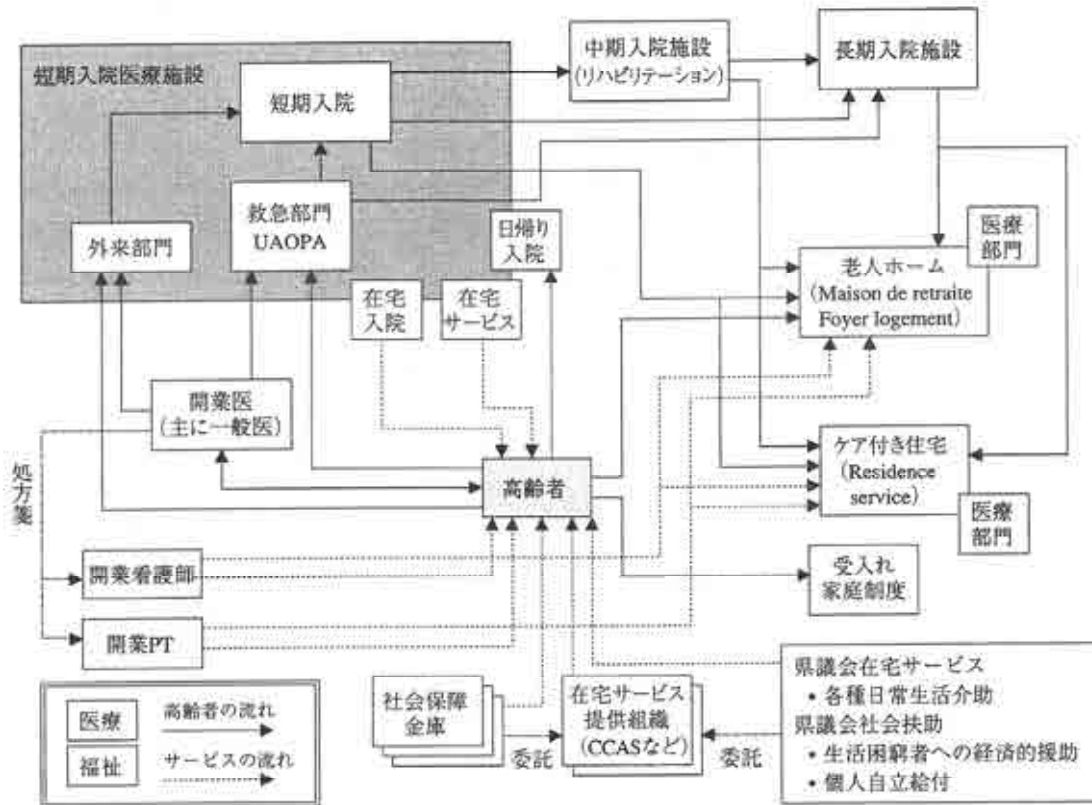 短期入院医療施設
短期入院
中期入院施設
(リハビリテーション)
長期入院施設
外来部門
救急部門
UAOPA
日帰り
入院
在宅
入院
在宅
サービス
医療
部門
老人ホーム
(Maison de retraite
Foyer logement)
開業医
(主に一般医)
処方箋
高齢者
ケア付き住宅
(Residence
service)
医療
部門
開業看護師
受入れ
家庭制度
開業PT
医療
高齢者の流れ
福祉
サービスの流れ
社会保障
金庫
委託
在宅サービス
提供組織
(CCASなど)
委託
県議会在宅サービス
• 各種日常生活介助
県議会社会扶助
• 生活困窮者への経済的援助
• 個人自立給付